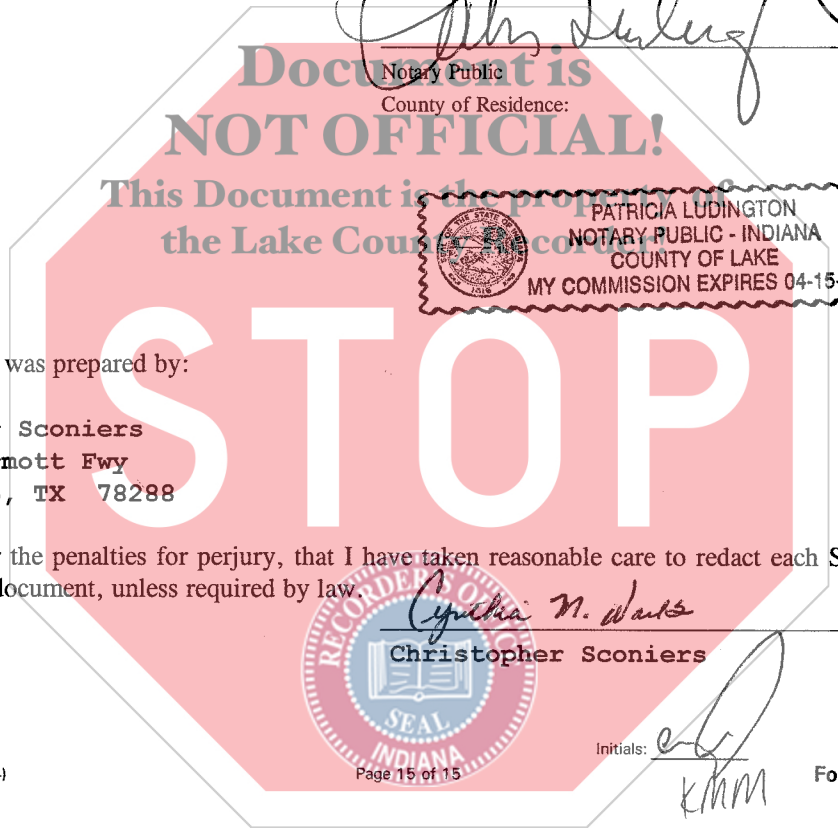 Notary Public
County of Residence:
Document is
NOT OFFICIAL!
This Document is the property of
the Lake County Recorder!
PATRICIA LUDINGTON
NOTARY PUBLIC - INDIANA
COUNTY OF LAKE
MY COMMISSION EXPIRES 04-15-
STOP
was prepared by:
Sconiers
mott Fwy
, TX 78288
the penalties for perjury, that I have taken reasonable care to redact each S
document, unless required by law.
Cynthia M.
Christopher Sconiers
RECORDER'S OFFICE
SEAL
INDIANA
Initials:
KMM
Page 15 of 15
Fo